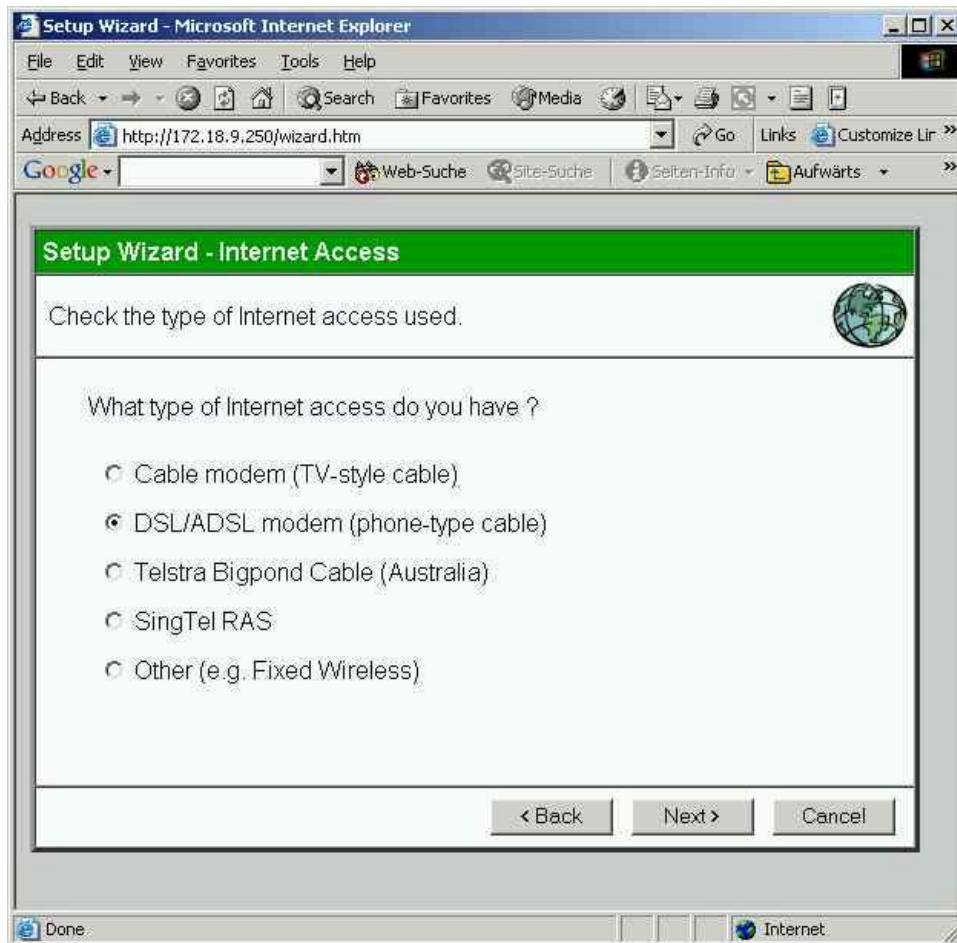 Setup Wizard - Microsoft Internet Explorer
File Edit View Favorites Tools Help
Back Search Favorites Media
Address http://172.18.9.250/wizard.htm Go Links Customize Lin »
Google Web-Suche Site-Suche Seiten-Info Aufwärts »
Setup Wizard - Internet Access
Check the type of Internet access used.
What type of Internet access do you have ?
Cable modem (TV-style cable)
DSL/ADSL modem (phone-type cable)
Telstra Bigpond Cable (Australia)
SingTel RAS
Other (e.g. Fixed Wireless)
< Back Next > Cancel
Done Internet